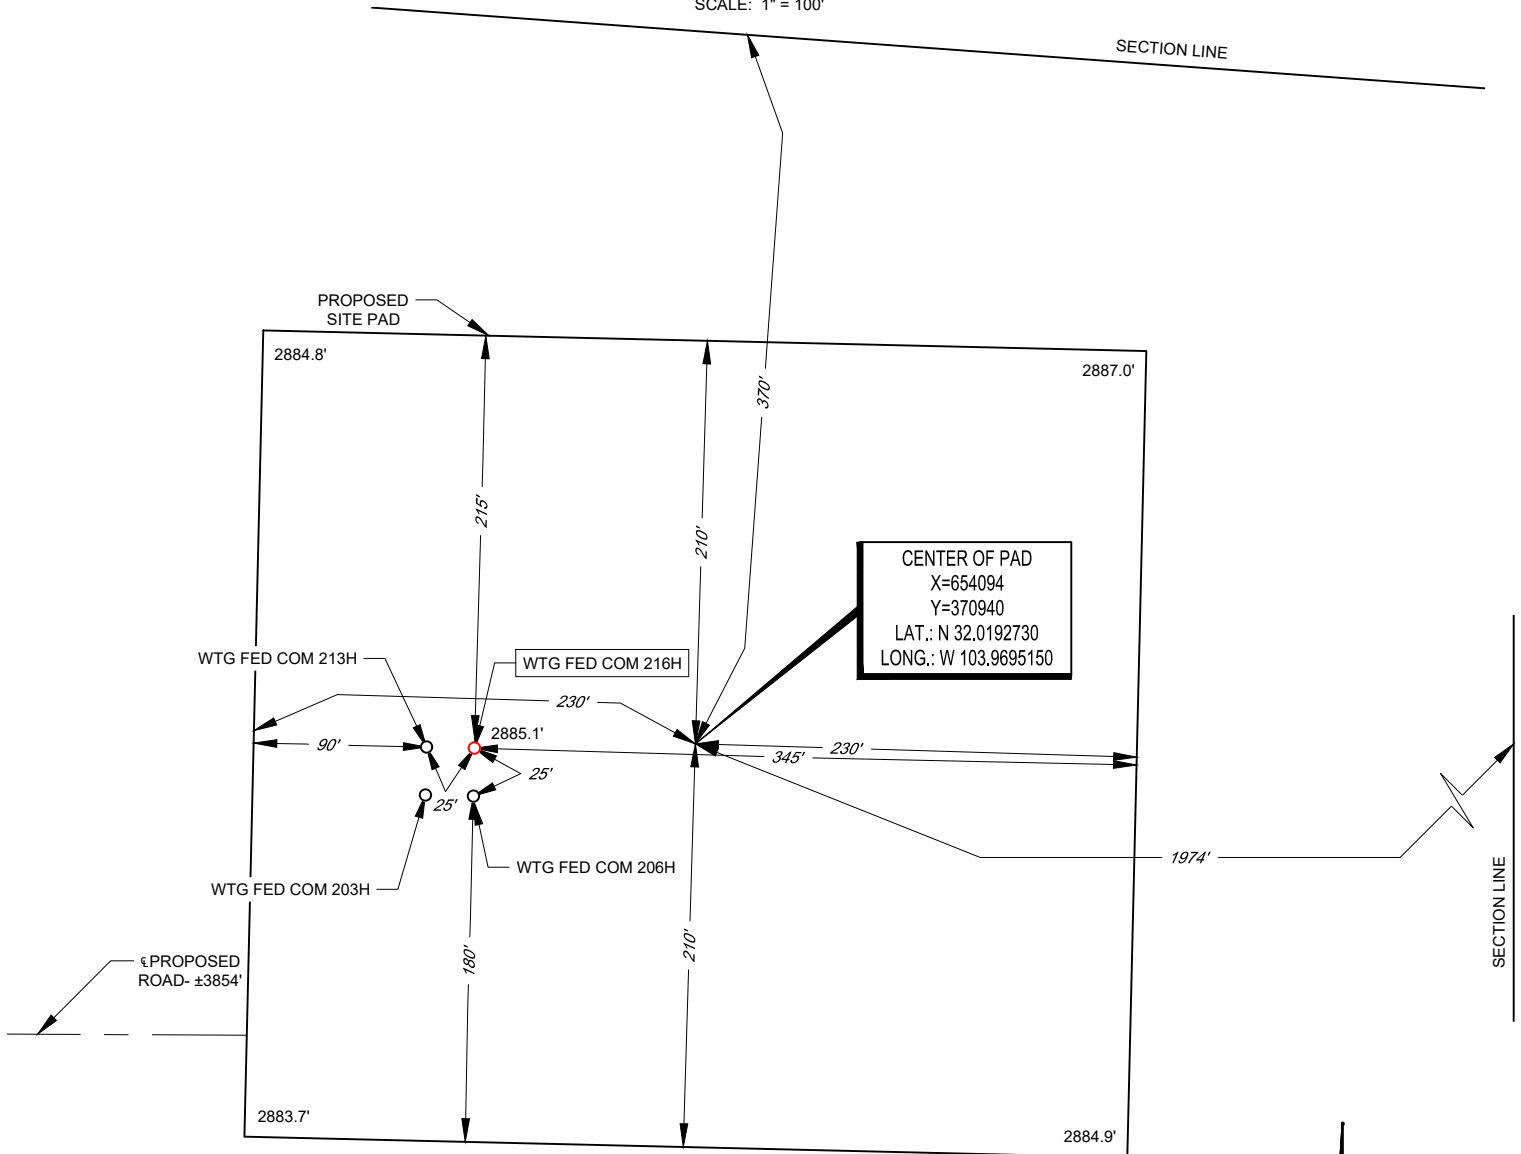 SCALE: 1" = 100'
SECTION LINE
PROPOSED
SITE PAD
2884.8'
2887.0'
370'
215'
210'
CENTER OF PAD
X=654094
Y=370940
LAT.: N 32.0192730
LONG.: W 103.9695150
WTG FED COM 213H
WTG FED COM 216H
230'
2885.1'
90'
230'
345'
25'
25'
1974'
WTG FED COM 206H
WTG FED COM 203H
SECTION LINE
180'
210'
℄PROPOSED
ROAD- ±3854'
2883.7'
2884.9'